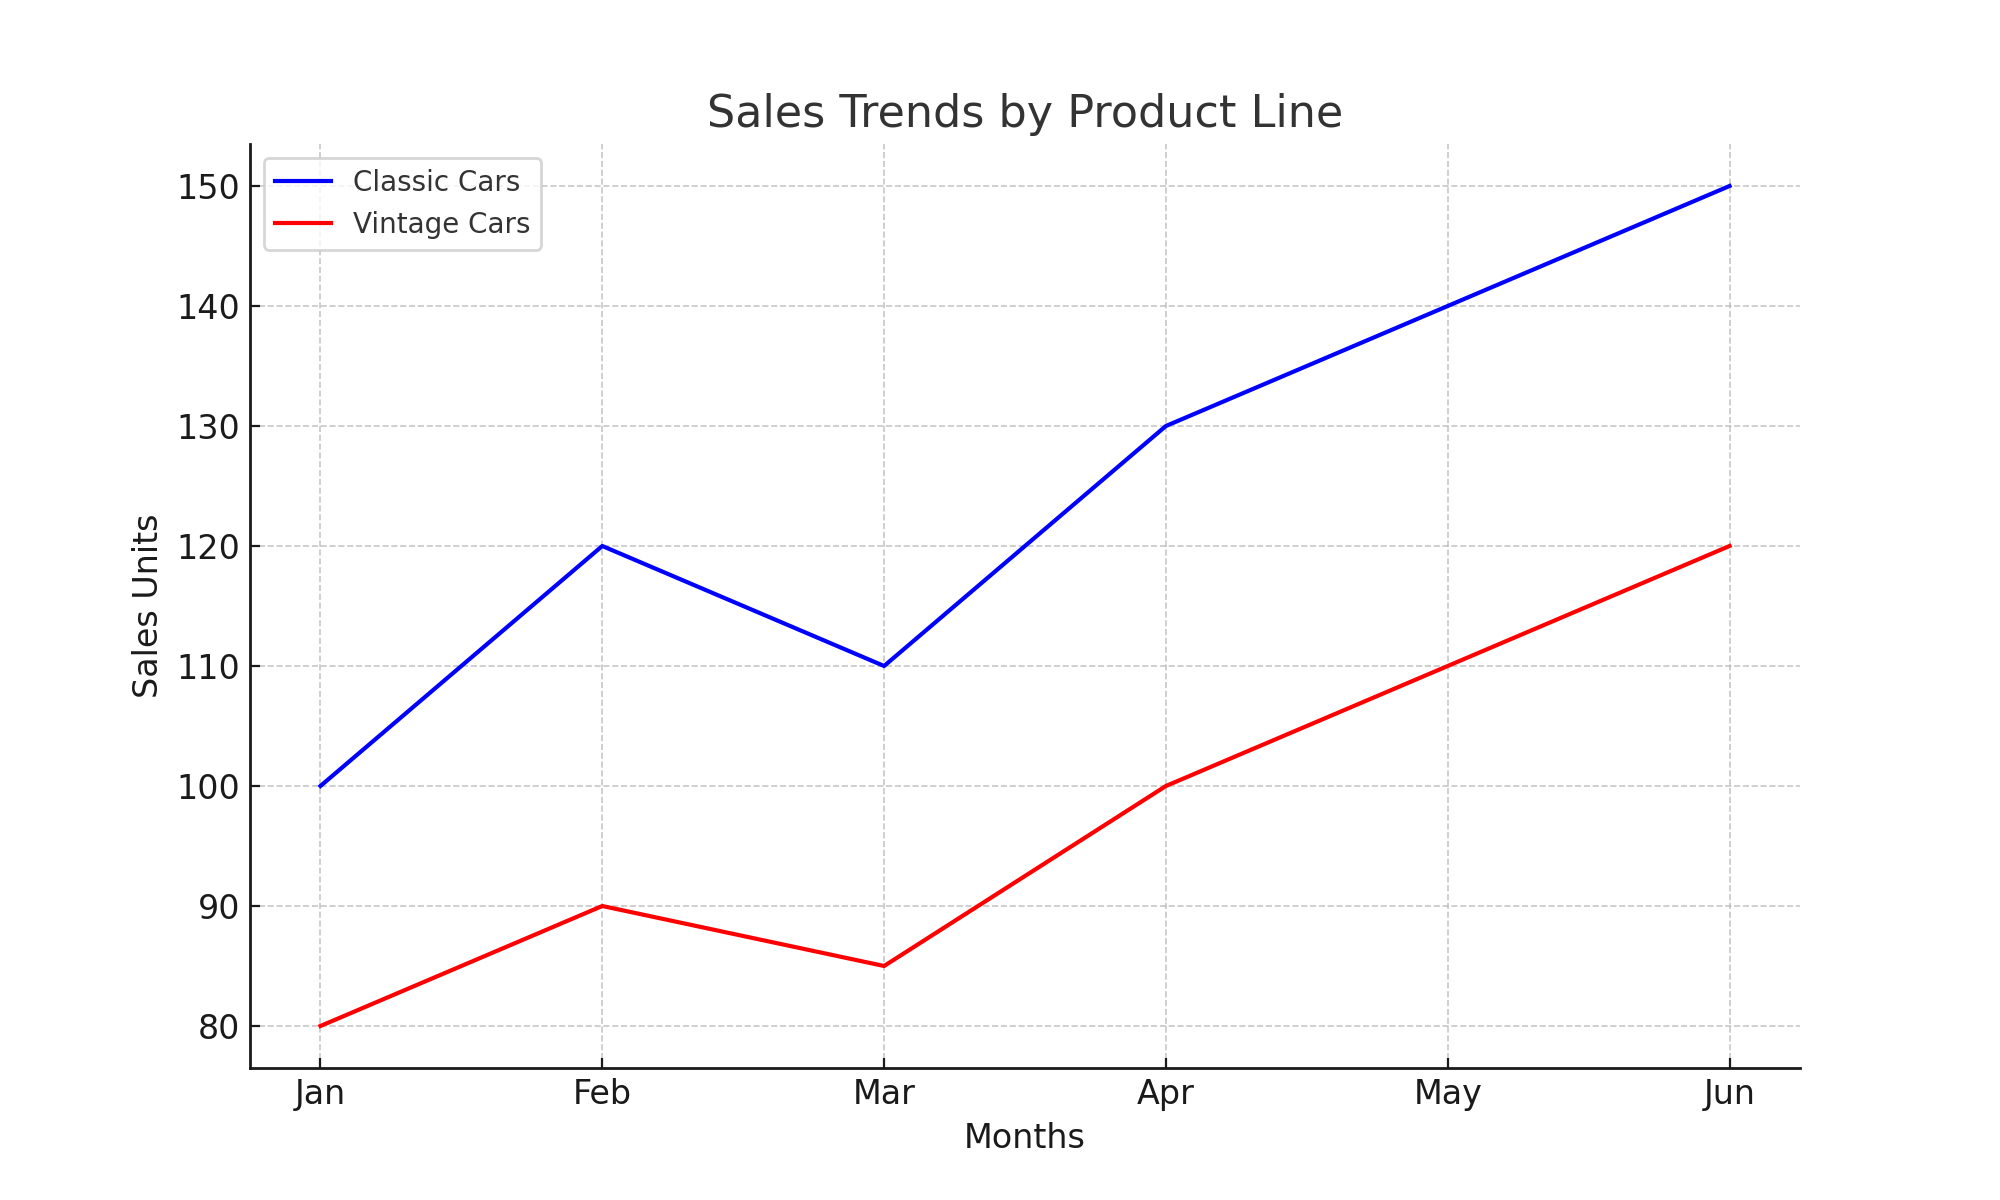 Sales Trends by Product Line
Classic Cars
Vintage Cars
150
140
130
120
110
100
90
80
Sales Units
Jan Feb Mar Apr May Jun
Months